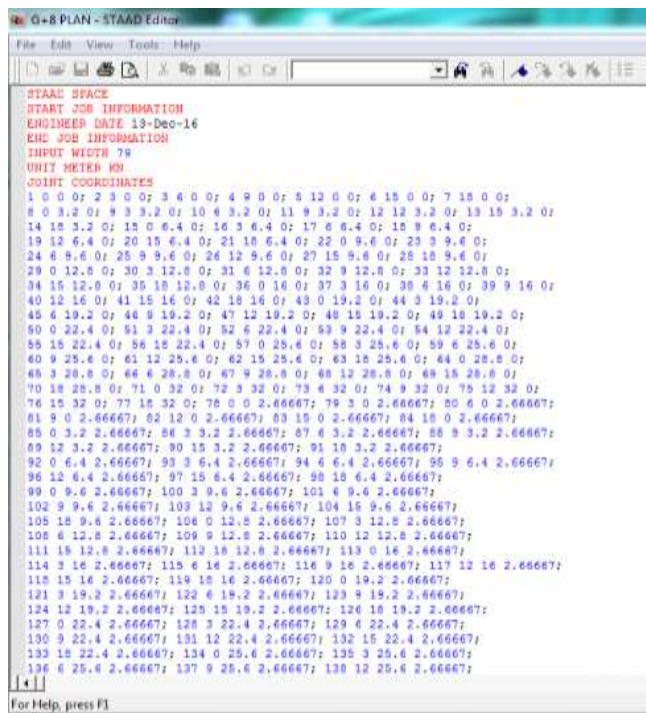 G+8 PLAN - STAAD Editor
File Edit View Tools Help
STAAD SPACE
START JOB INFORMATION
ENGINEER DATE 13-Dec-16
END JOB INFORMATION
INPUT WIDTH 79
UNIT METER KN
JOINT COORDINATES
1 0 0 0; 2 3 0 0; 3 6 0 0; 4 9 0 0; 5 12 0 0; 6 15 0 0; 7 18 0 0;
8 0 3.2 0; 9 3 3.2 0; 10 6 3.2 0; 11 9 3.2 0; 12 12 3.2 0; 13 15 3.2 0;
14 18 3.2 0; 15 0 6.4 0; 16 3 6.4 0; 17 6 6.4 0; 18 9 6.4 0;
19 12 6.4 0; 20 15 6.4 0; 21 18 6.4 0; 22 0 9.6 0; 23 3 9.6 0;
24 6 9.6 0; 25 9 9.6 0; 26 12 9.6 0; 27 15 9.6 0; 28 18 9.6 0;
29 0 12.8 0; 30 3 12.8 0; 31 6 12.8 0; 32 9 12.8 0; 33 12 12.8 0;
34 15 12.8 0; 35 18 12.8 0; 36 0 16 0; 37 3 16 0; 38 6 16 0; 39 9 16 0;
40 12 16 0; 41 15 16 0; 42 18 16 0; 43 0 19.2 0; 44 3 19.2 0;
45 6 19.2 0; 46 9 19.2 0; 47 12 19.2 0; 48 15 19.2 0; 49 18 19.2 0;
50 0 22.4 0; 51 3 22.4 0; 52 6 22.4 0; 53 9 22.4 0; 54 12 22.4 0;
55 15 22.4 0; 56 18 22.4 0; 57 0 25.6 0; 58 3 25.6 0; 59 6 25.6 0;
60 9 25.6 0; 61 12 25.6 0; 62 15 25.6 0; 63 18 25.6 0; 64 0 28.8 0;
65 3 28.8 0; 66 6 28.8 0; 67 9 28.8 0; 68 12 28.8 0; 69 15 28.8 0;
70 18 28.8 0; 71 0 32 0; 72 3 32 0; 73 6 32 0; 74 9 32 0; 75 12 32 0;
76 15 32 0; 77 18 32 0; 78 0 0 2.66667; 79 3 0 2.66667; 80 6 0 2.66667;
81 9 0 2.66667; 82 12 0 2.66667; 83 15 0 2.66667; 84 18 0 2.66667;
85 0 3.2 2.66667; 86 3 3.2 2.66667; 87 6 3.2 2.66667; 88 9 3.2 2.66667;
89 12 3.2 2.66667; 90 15 3.2 2.66667; 91 18 3.2 2.66667;
92 0 6.4 2.66667; 93 3 6.4 2.66667; 94 6 6.4 2.66667; 95 9 6.4 2.66667;
96 12 6.4 2.66667; 97 15 6.4 2.66667; 98 18 6.4 2.66667;
99 0 9.6 2.66667; 100 3 9.6 2.66667; 101 6 9.6 2.66667;
102 9 9.6 2.66667; 103 12 9.6 2.66667; 104 15 9.6 2.66667;
105 18 9.6 2.66667; 106 0 12.8 2.66667; 107 3 12.8 2.66667;
108 6 12.8 2.66667; 109 9 12.8 2.66667; 110 12 12.8 2.66667;
111 15 12.8 2.66667; 112 18 12.8 2.66667; 113 0 16 2.66667;
114 3 16 2.66667; 115 6 16 2.66667; 116 9 16 2.66667; 117 12 16 2.66667;
118 15 16 2.66667; 119 18 16 2.66667; 120 0 19.2 2.66667;
121 3 19.2 2.66667; 122 6 19.2 2.66667; 123 9 19.2 2.66667;
124 12 19.2 2.66667; 125 15 19.2 2.66667; 126 18 19.2 2.66667;
127 0 22.4 2.66667; 128 3 22.4 2.66667; 129 6 22.4 2.66667;
130 9 22.4 2.66667; 131 12 22.4 2.66667; 132 15 22.4 2.66667;
133 18 22.4 2.66667; 134 0 25.6 2.66667; 135 3 25.6 2.66667;
136 6 25.6 2.66667; 137 9 25.6 2.66667; 138 12 25.6 2.66667;
For Help, press F1